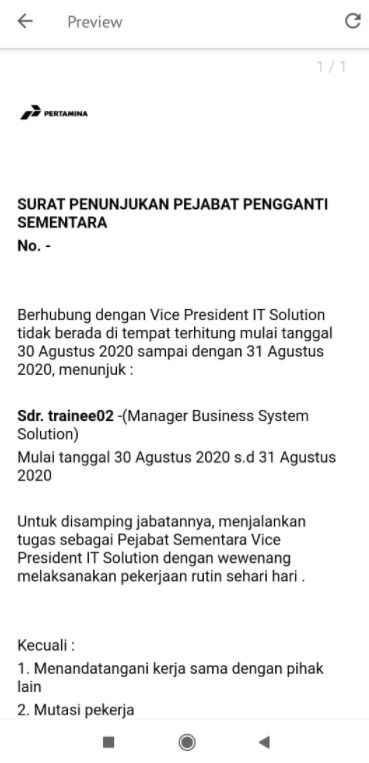 Preview
1 / 1
PERTAMINA
SURAT PENUNJUKAN PEJABAT PENGGANTI
SEMENTARA
No. -
Berhubung dengan Vice President IT Solution
tidak berada di tempat terhitung mulai tanggal
30 Agustus 2020 sampai dengan 31 Agustus
2020, menunjuk :
Sdr. trainee02 -(Manager Business System
Solution)
Mulai tanggal 30 Agustus 2020 s.d 31 Agustus
2020
Untuk disamping jabatannya, menjalankan
tugas sebagai Pejabat Sementara Vice
President IT Solution dengan wewenang
melaksanakan pekerjaan rutin sehari hari .
Kecuali :
1. Menandatangani kerja sama dengan pihak
lain
2. Mutasi pekerja